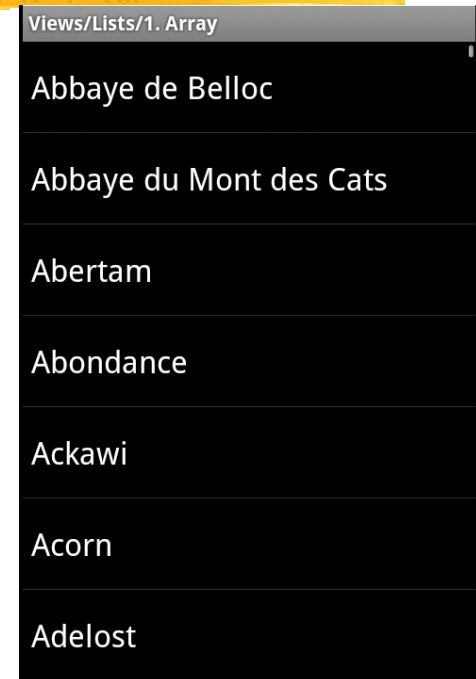 Views/Lists/1. Array
Abbaye de Belloc
Abbaye du Mont des Cats
Abertam
Abondance
Ackawi
Acorn
Adelost